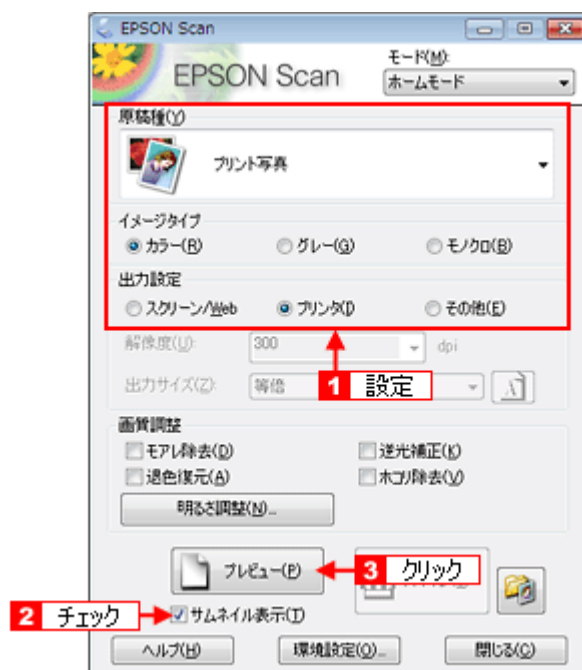 EPSON Scan
EPSON Scan
モード(M):
ホームモード
原稿種(Y)
プリント写真
イメージタイプ
カラー(R) グレー(G) モノクロ(B)
出力設定
スクリーン/Web プリンタ(I) その他(E)
解像度(U): 300 dpi
1 設定
出力サイズ(Z): 等倍
画質調整
モアレ除去(D) 逆光補正(K)
退色復元(A) ホコリ除去(V)
明るさ調整(N)...
プレビュー(P) 3 クリック
2 チェック サムネイル表示(T)
ヘルプ(H) 環境設定(O)... 閉じる(C)